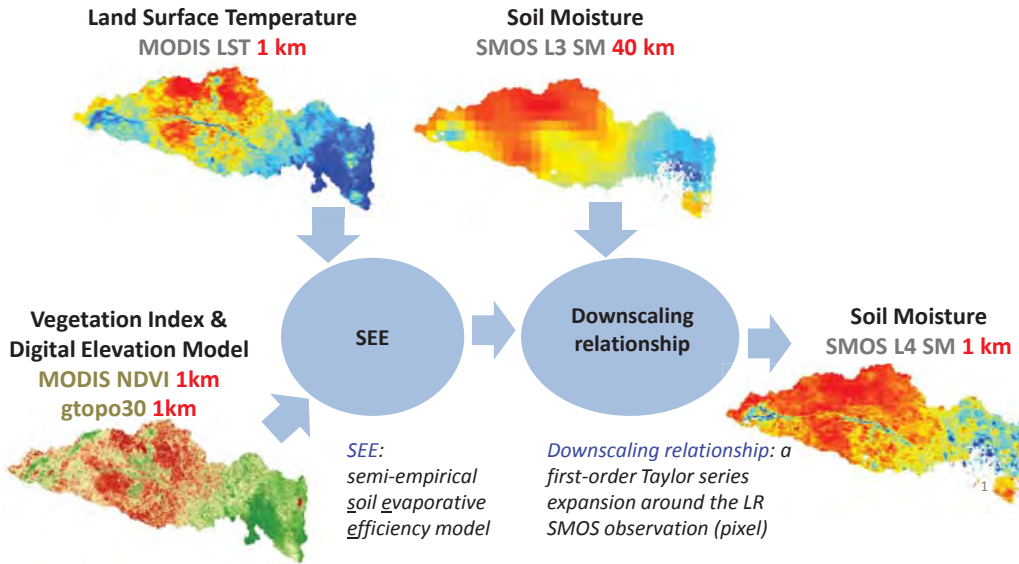 Land Surface Temperature
MODIS LST 1 km
Soil Moisture
SMOS L3 SM 40 km
Vegetation Index &
Digital Elevation Model
MODIS NDVI 1km
gtopo30 1km
SEE
Downscaling
relationship
Soil Moisture
SMOS L4 SM 1 km
SEE:
semi-empirical
soil evaporative
efficiency model
Downscaling relationship: a
first-order Taylor series
expansion around the LR
SMOS observation (pixel)
1